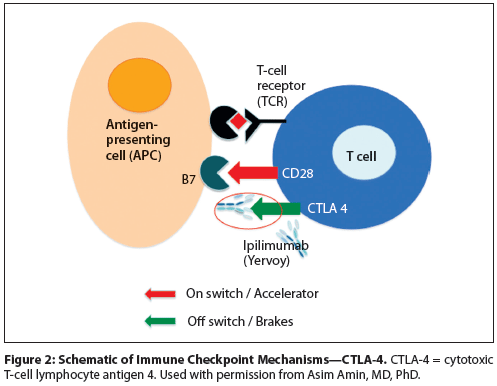 T-cell
receptor
(TCR)
Antigen-
presenting
cell (APC)
T cell
B7
CD28
CTLA 4
Ipilimumab
(Yervoy)
On switch / Accelerator
Off switch / Brakes
Figure 2: Schematic of Immune Checkpoint Mechanisms—CTLA-4. CTLA-4 = cytotoxic
T-cell lymphocyte antigen 4. Used with permission from Asim Amin, MD, PhD.